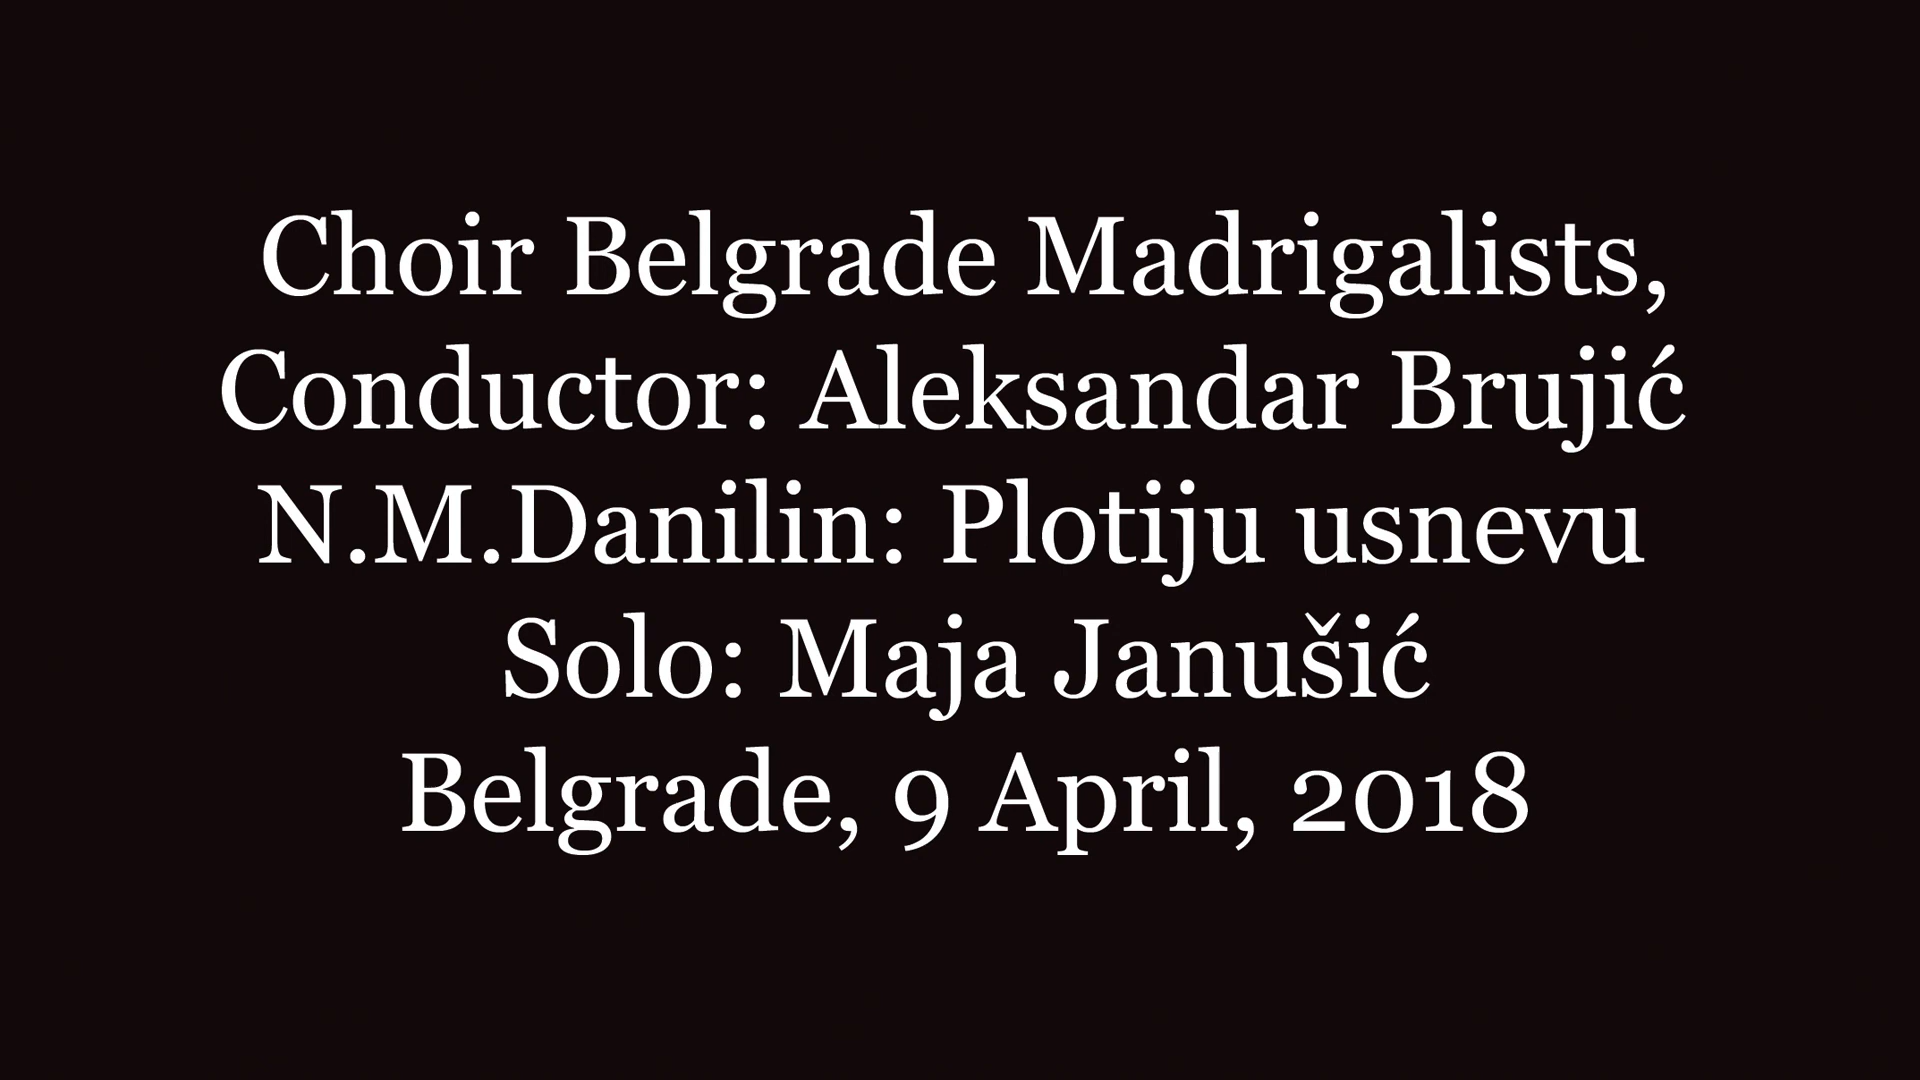 Choir Belgrade Madrigalists,
Conductor: Aleksandar Brujić
N.M.Danilin: Plotiju usnevu
Solo: Maja Janušić
Belgrade, 9 April, 2018